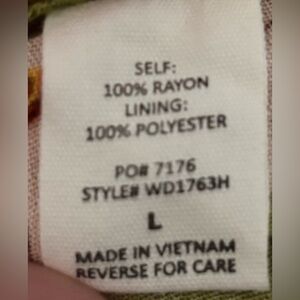 SELF:
100% RAYON
LINING:
100% POLYESTER
PO# 7176
STYLE# WD1763H
L
MADE IN VIETNAM
REVERSE FOR CARE